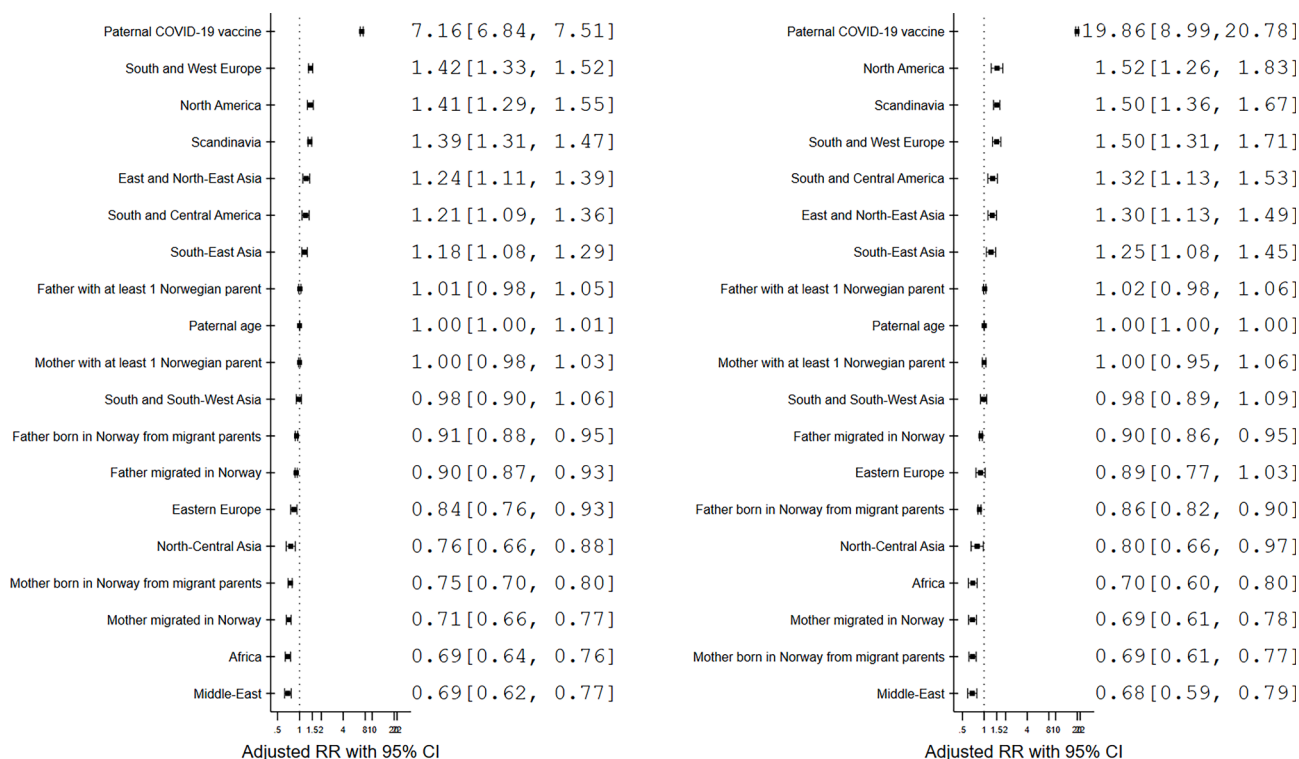 Paternal COVID-19 vaccine 7.16[6.84, 7.51]
South and West Europe 1.42[1.33, 1.52]
North America 1.41[1.29, 1.55]
Scandinavia 1.39[1.31, 1.47]
East and North-East Asia 1.24[1.11, 1.39]
South and Central America 1.21[1.09, 1.36]
South-East Asia 1.18[1.08, 1.29]
Father with at least 1 Norwegian parent 1.01[0.98, 1.05]
Paternal age 1.00[1.00, 1.01]
Mother with at least 1 Norwegian parent 1.00[0.98, 1.03]
South and South-West Asia 0.98[0.90, 1.06]
Father born in Norway from migrant parents 0.91[0.88, 0.95]
Father migrated in Norway 0.90[0.87, 0.93]
Eastern Europe 0.84[0.76, 0.93]
North-Central Asia 0.76[0.66, 0.88]
Mother born in Norway from migrant parents 0.75[0.70, 0.80]
Mother migrated in Norway 0.71[0.66, 0.77]
Africa 0.69[0.64, 0.76]
Middle-East 0.69[0.62, 0.77]
.5 1 1.52 4 810
Adjusted RR with 95% CI
Paternal COVID-19 vaccine 19.86[8.99,20.78]
North America 1.52[1.26, 1.83]
Scandinavia 1.50[1.36, 1.67]
South and West Europe 1.50[1.31, 1.71]
South and Central America 1.32[1.13, 1.53]
East and North-East Asia 1.30[1.13, 1.49]
South-East Asia 1.25[1.08, 1.45]
Father with at least 1 Norwegian parent 1.02[0.98, 1.06]
Paternal age 1.00[1.00, 1.00]
Mother with at least 1 Norwegian parent 1.00[0.95, 1.06]
South and South-West Asia 0.98[0.89, 1.09]
Father migrated in Norway 0.90[0.86, 0.95]
Eastern Europe 0.89[0.77, 1.03]
Father born in Norway from migrant parents 0.86[0.82, 0.90]
North-Central Asia 0.80[0.66, 0.97]
Africa 0.70[0.60, 0.80]
Mother migrated in Norway 0.69[0.61, 0.78]
Mother born in Norway from migrant parents 0.69[0.61, 0.77]
Middle-East 0.68[0.59, 0.79]
.5 1 1.52 4 810
Adjusted RR with 95% CI